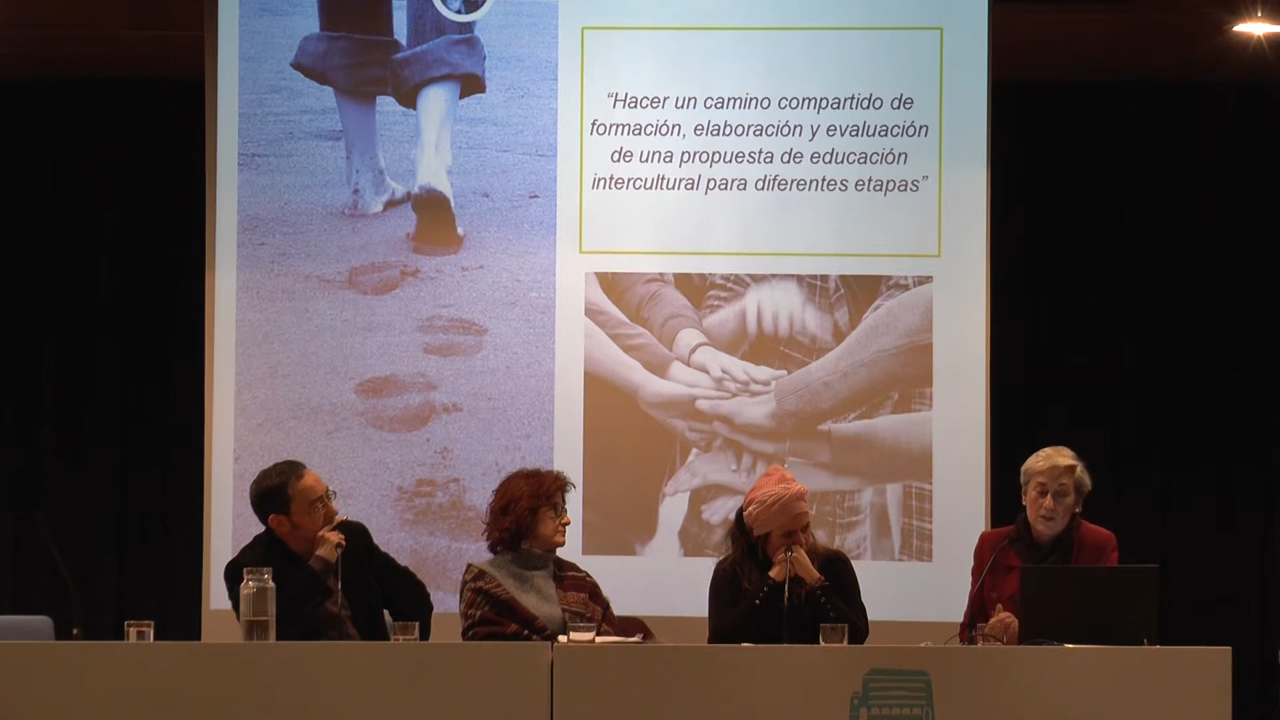 “Hacer un camino compartido de
formación, elaboración y evaluación
de una propuesta de educación
intercultural para diferentes etapas”